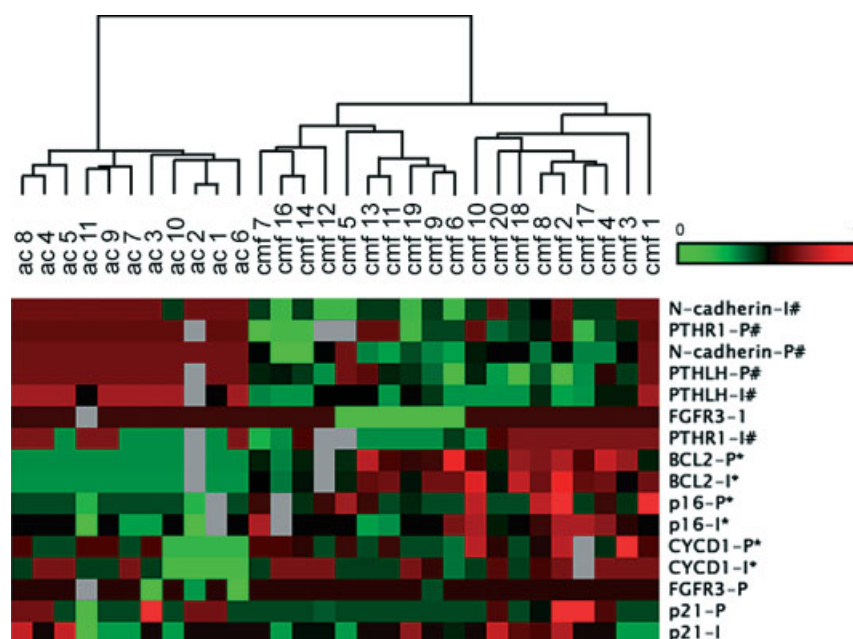 ac 8
ac 4
ac 5
ac 11
ac 9
ac 7
ac 3
ac 10
ac 2
ac 1
ac 6
cmf 7
cmf 16
cmf 14
cmf 12
cmf 5
cmf 13
cmf 11
cmf 19
cmf 9
cmf 6
cmf 10
cmf 20
cmf 18
cmf 8
cmf 2
cmf 17
cmf 4
cmf 3
cmf 1
0
N-cadherin-I#
PTHR1-P#
N-cadherin-P#
PTHLH-P#
PTHLH-I#
FGFR3-1
PTHR1-I#
BCL2-P*
BCL2-I*
p16-P*
p16-I*
CYCD1-P*
CYCD1-I*
FGFR3-P
p21-P
p21-I